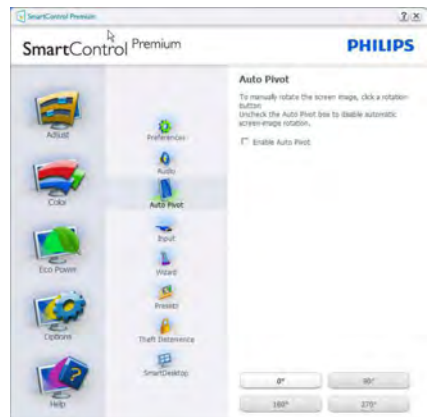 SmartControl Premium
SmartControl Premium
PHILIPS
Adjust
Color
Eco Power
Options
Help
Preferences
Audio
Auto Pivot
Input
Wizard
Presets
Theft Deterrence
SmartDesktop
Auto Pivot
To manually rotate the screen image, click a rotation
button
Uncheck the Auto Pivot box to disable automatic
screen-image rotation.
Enable Auto Pivot
0°
90°
180°
270°